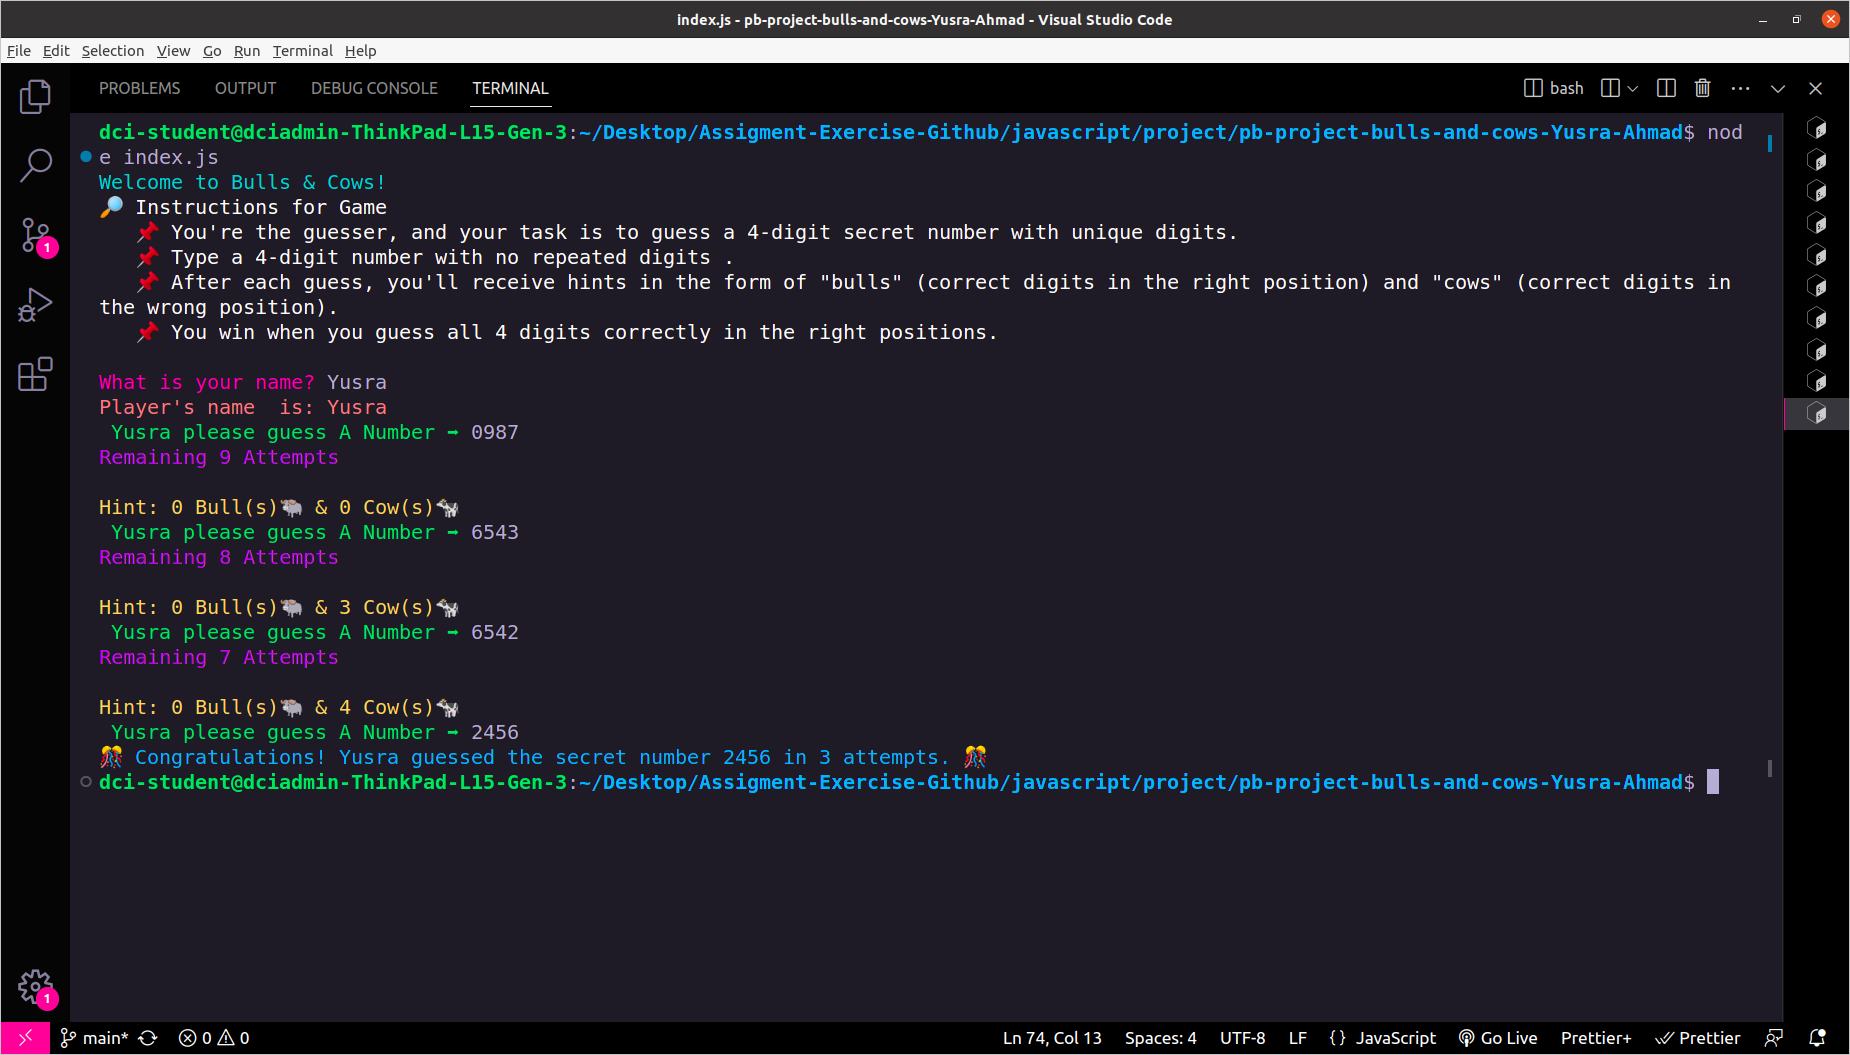 index.js - pb-project-bulls-and-cows-Yusra-Ahmad - Visual Studio Code
File Edit Selection View Go Run Terminal Help
PROBLEMS OUTPUT DEBUG CONSOLE TERMINAL bash
dci-student@dciadmin-ThinkPad-L15-Gen-3:~/Desktop/Assigment-Exercise-Github/javascript/project/pb-project-bulls-and-cows-Yusra-Ahmad$ nod
e index.js
Welcome to Bulls & Cows!
🔎 Instructions for Game
📌 You're the guesser, and your task is to guess a 4-digit secret number with unique digits.
📌 Type a 4-digit number with no repeated digits .
📌 After each guess, you'll receive hints in the form of "bulls" (correct digits in the right position) and "cows" (correct digits in
the wrong position).
📌 You win when you guess all 4 digits correctly in the right positions.
What is your name? Yusra
Player's name  is: Yusra
Yusra please guess A Number ➡ 0987
Remaining 9 Attempts
Hint: 0 Bull(s)🐃 & 0 Cow(s)🐄
Yusra please guess A Number ➡ 6543
Remaining 8 Attempts
Hint: 0 Bull(s)🐃 & 3 Cow(s)🐄
Yusra please guess A Number ➡ 6542
Remaining 7 Attempts
Hint: 0 Bull(s)🐃 & 4 Cow(s)🐄
Yusra please guess A Number ➡ 2456
🎊 Congratulations! Yusra guessed the secret number 2456 in 3 attempts. 🎊
dci-student@dciadmin-ThinkPad-L15-Gen-3:~/Desktop/Assigment-Exercise-Github/javascript/project/pb-project-bulls-and-cows-Yusra-Ahmad$
1
1
main* 0 0 Ln 74, Col 13 Spaces: 4 UTF-8 LF {} JavaScript Go Live Prettier+ Prettier